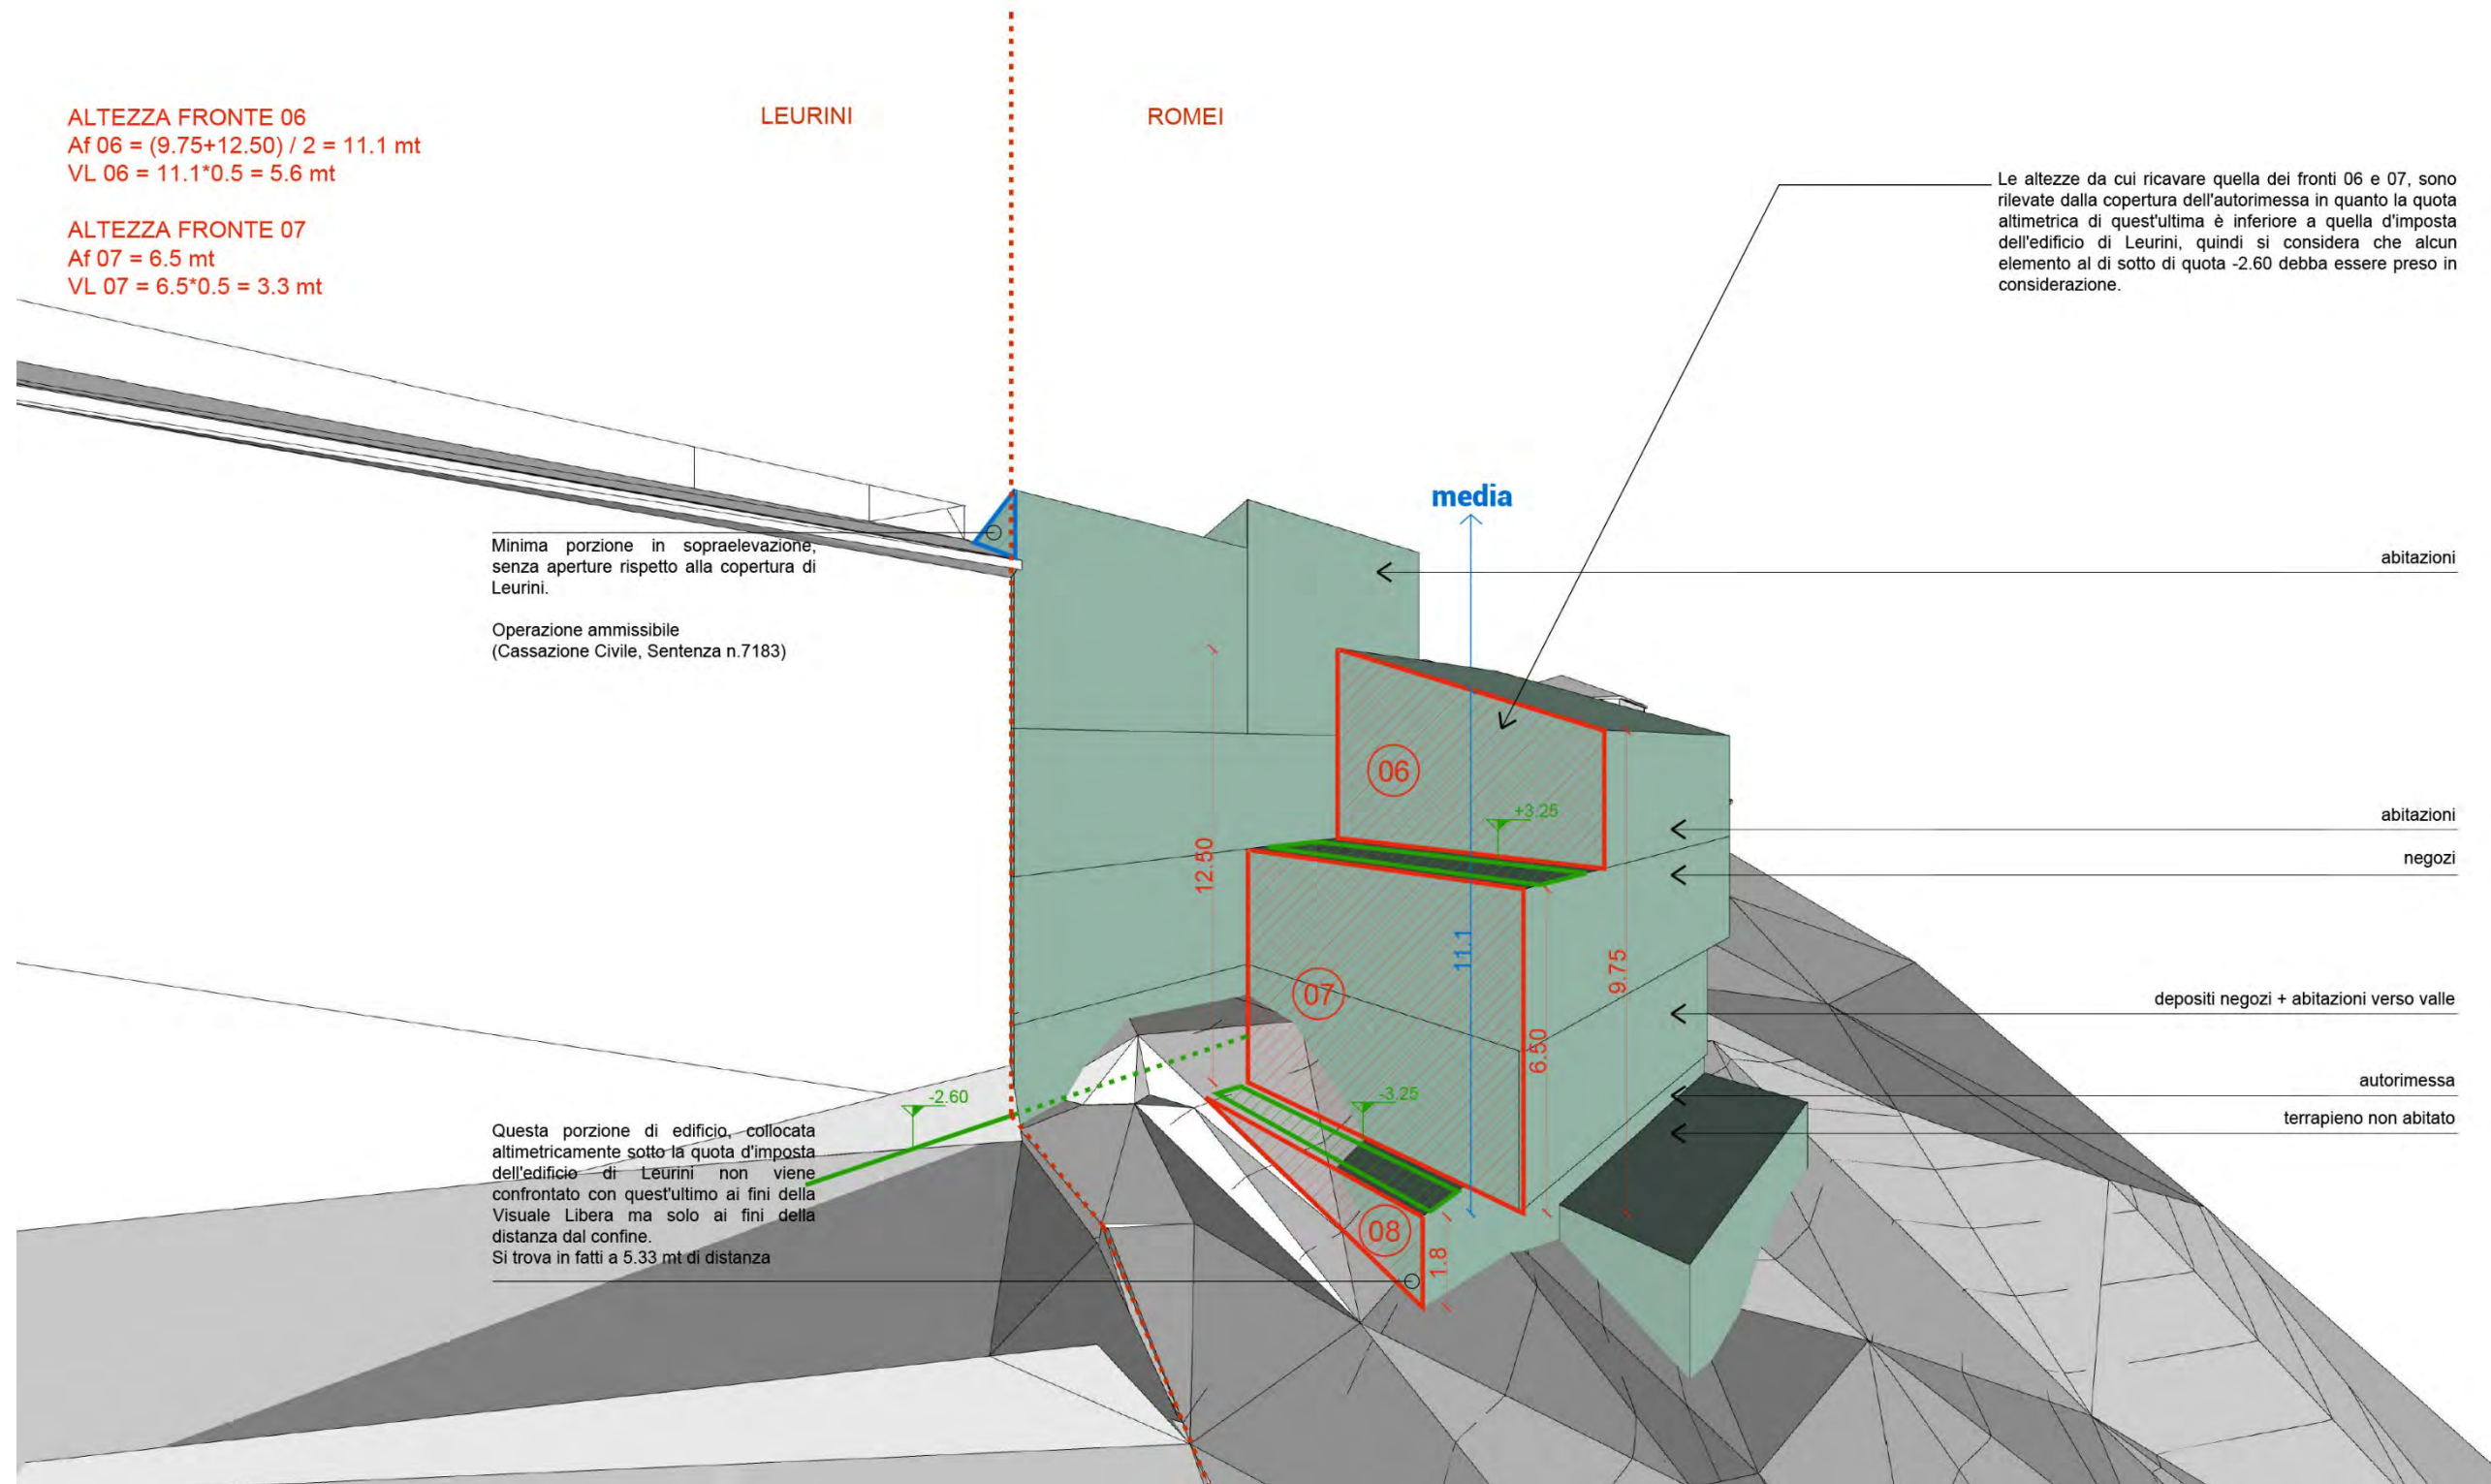 ALTEZZA FRONTE 06
Af 06 = (9.75+12.50) / 2 = 11.1 mt
VL 06 = 11.1*0.5 = 5.6 mt
ALTEZZA FRONTE 07
Af 07 = 6.5 mt
VL 07 = 6.5*0.5 = 3.3 mt
LEURINI
ROMEI
Le altezze da cui ricavare quella dei fronti 06 e 07, sono
rilevate dalla copertura dell'autorimessa in quanto la quota
altimetrica di quest'ultima è inferiore a quella d'imposta
dell'edificio di Leurini, quindi si considera che alcun
elemento al di sotto di quota -2.60 debba essere preso in
considerazione.
media
Minima porzione in sopraelevazione,
senza aperture rispetto alla copertura di
Leurini.
Operazione ammissibile
(Cassazione Civile, Sentenza n.7183)
abitazioni
06
+3.25
abitazioni
negozi
12.50
11.1
9.75
07
6.50
depositi negozi + abitazioni verso valle
autorimessa
terrapieno non abitato
-2.60
-3.25
Questa porzione di edificio, collocata
altimetricamente sotto la quota d'imposta
dell'edificio di Leurini non viene
confrontato con quest'ultimo ai fini della
Visuale Libera ma solo ai fini della
distanza dal confine.
Si trova in fatti a 5.33 mt di distanza
08
1.8